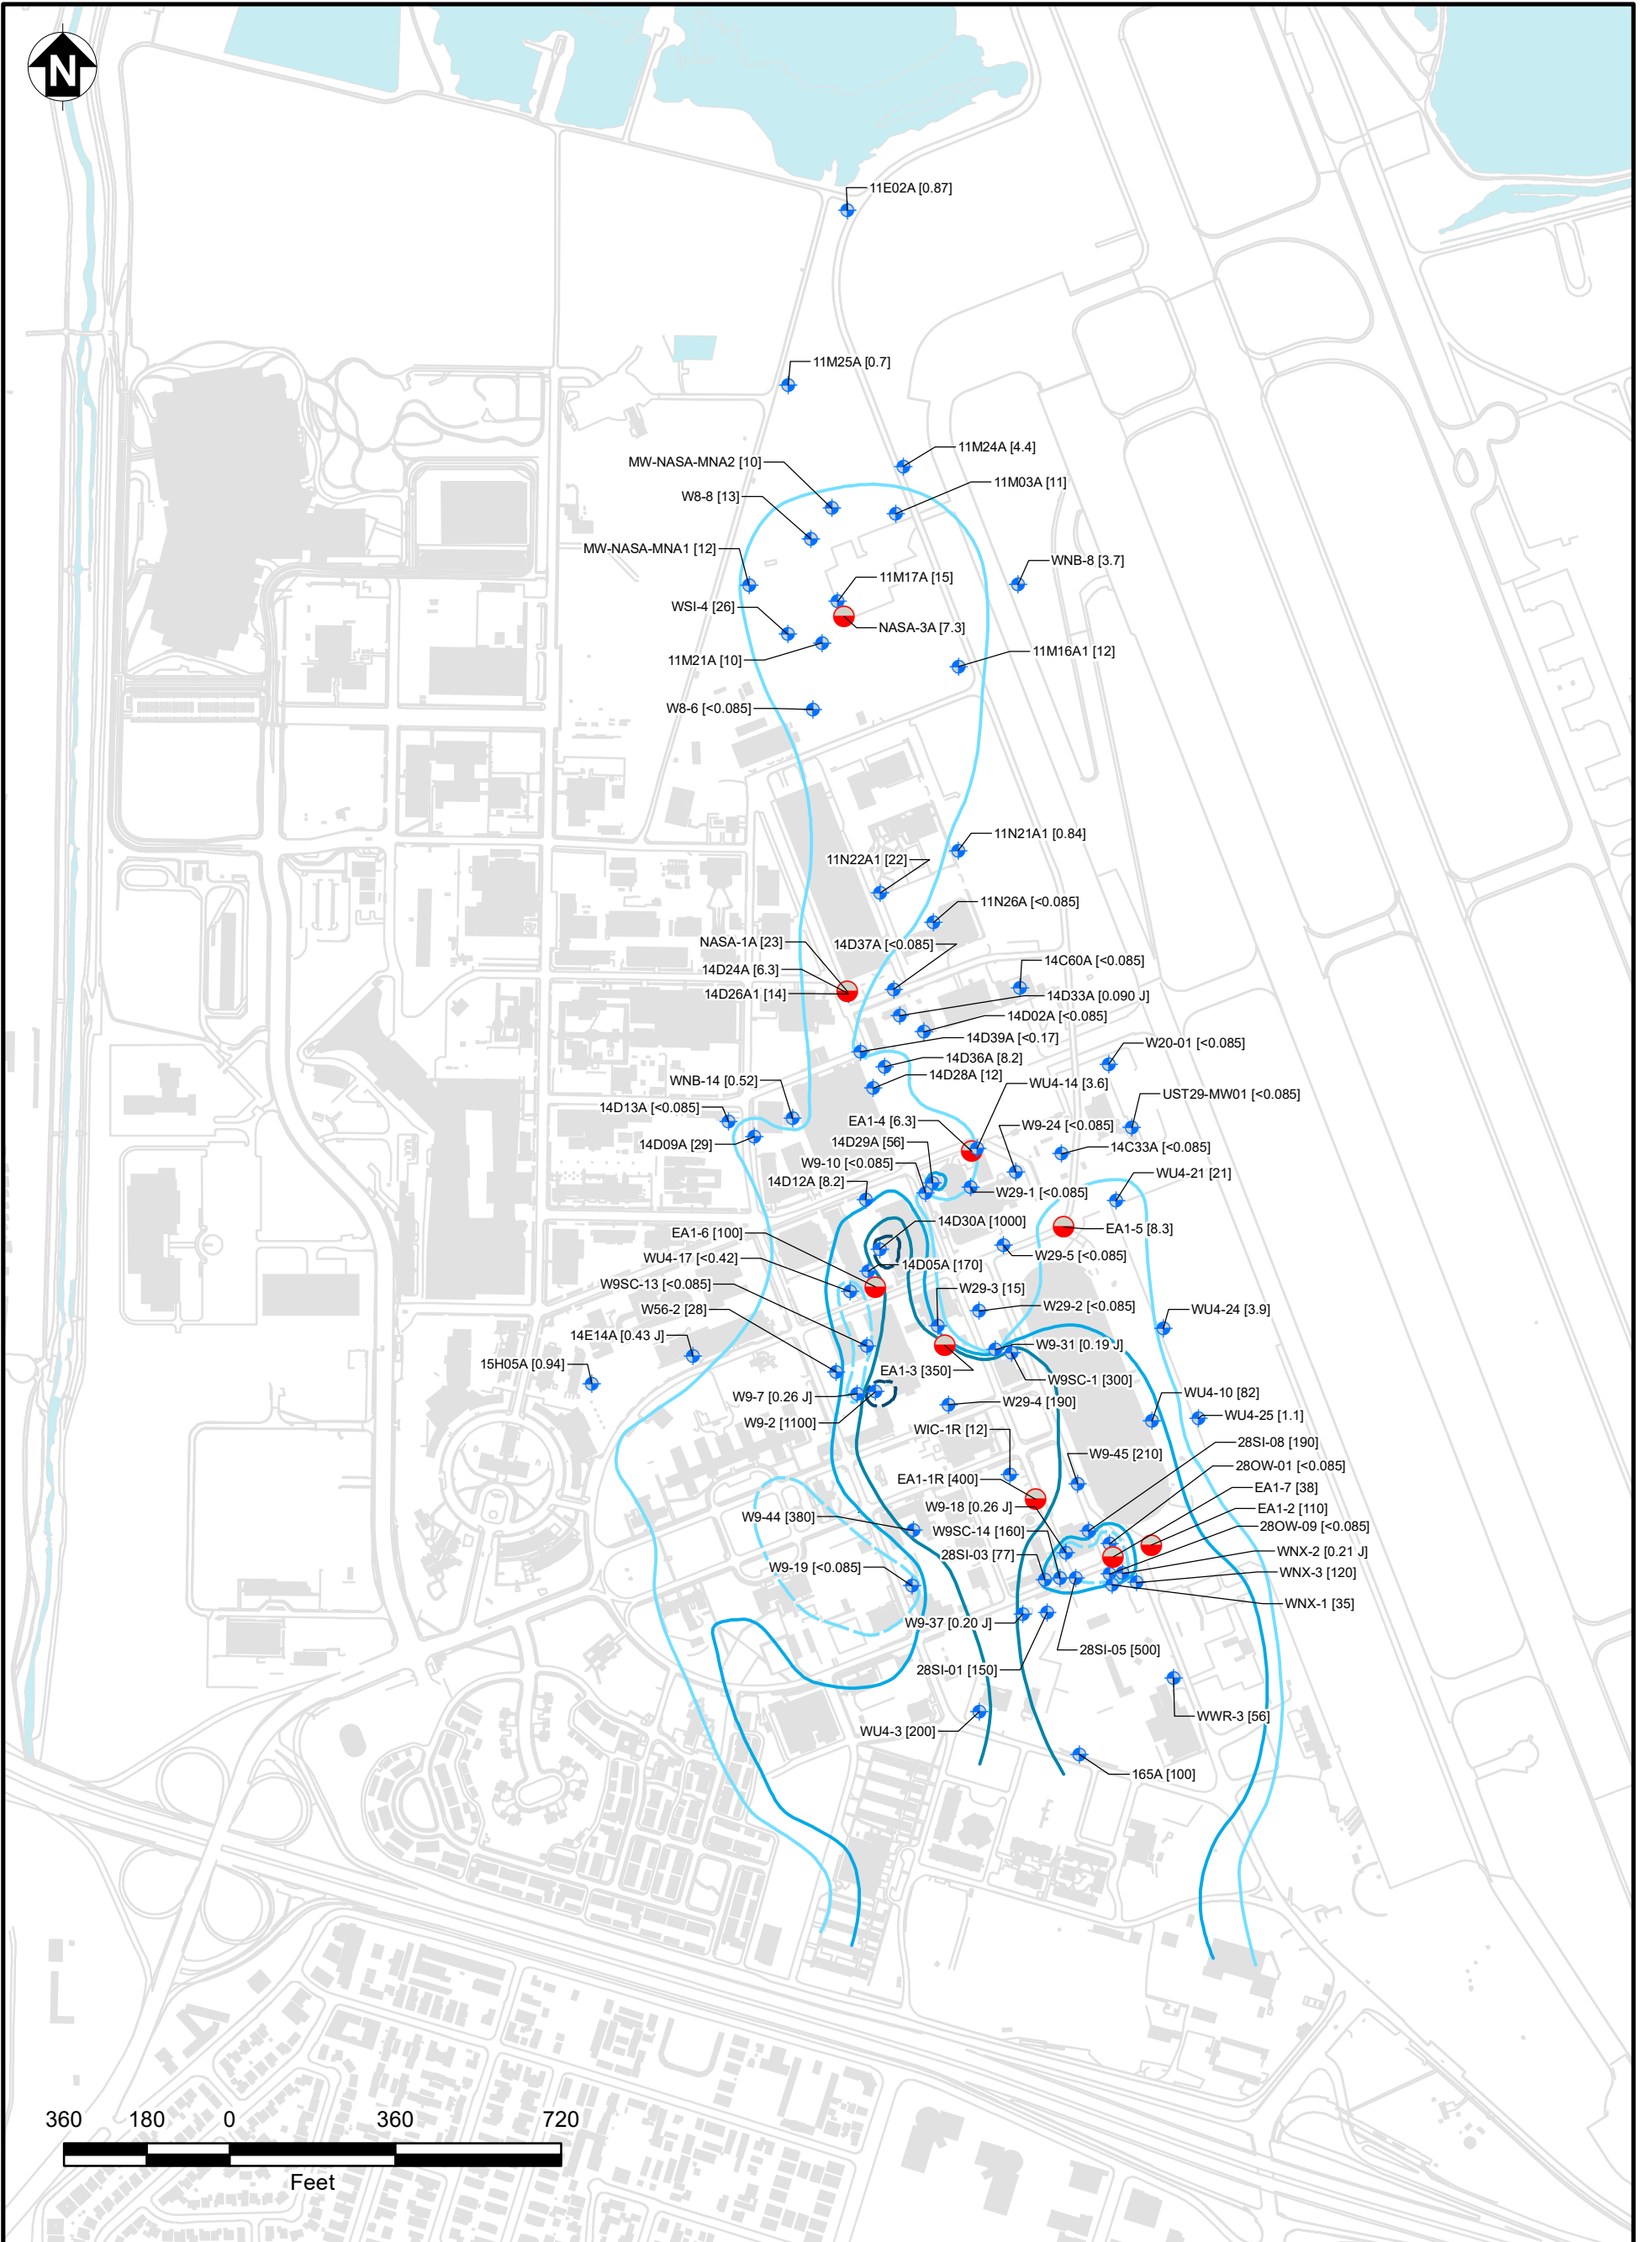 N
11E02A [0.87]
11M25A [0.7]
11M24A [4.4]
MW-NASA-MNA2 [10]
11M03A [11]
W8-8 [13]
MW-NASA-MNA1 [12]
WNB-8 [3.7]
11M17A [15]
WSI-4 [26]
NASA-3A [7.3]
11M16A1 [12]
11M21A [10]
W8-6 [<0.085]
11N21A1 [0.84]
11N22A1 [22]
11N26A [<0.085]
NASA-1A [23]
14D37A [<0.085]
14C60A [<0.085]
14D24A [6.3]
14D26A1 [14]
14D33A [0.090 J]
14D02A [<0.085]
14D39A [<0.17]
W20-01 [<0.085]
14D36A [8.2]
14D28A [12]
WU4-14 [3.6]
WNB-14 [0.52]
UST29-MW01 [<0.085]
14D13A [<0.085]
EA1-4 [6.3]
W9-24 [<0.085]
14D09A [29]
14D29A [56]
14C33A [<0.085]
W9-10 [<0.085]
WU4-21 [21]
14D12A [8.2]
W29-1 [<0.085]
14D30A [1000]
EA1-5 [8.3]
EA1-6 [100]
W29-5 [<0.085]
WU4-17 [<0.42]
14D05A [170]
W9SC-13 [<0.085]
W29-3 [15]
W56-2 [28]
W29-2 [<0.085]
WU4-24 [3.9]
14E14A [0.43 J]
W9-31 [0.19 J]
15H05A [0.94]
EA1-3 [350]
W9SC-1 [300]
W9-7 [0.26 J]
W29-4 [190]
WU4-10 [82]
W9-2 [1100]
WU4-25 [1.1]
WIC-1R [12]
28SI-08 [190]
W9-45 [210]
28OW-01 [<0.085]
EA1-1R [400]
EA1-7 [38]
W9-18 [0.26 J]
EA1-2 [110]
W9-44 [380]
W9SC-14 [160]
28OW-09 [<0.085]
28SI-03 [77]
WNX-2 [0.21 J]
W9-19 [<0.085]
WNX-3 [120]
WNX-1 [35]
W9-37 [0.20 J]
28SI-05 [500]
28SI-01 [150]
WWR-3 [56]
WU4-3 [200]
165A [100]
360 180 0 360 720
Feet